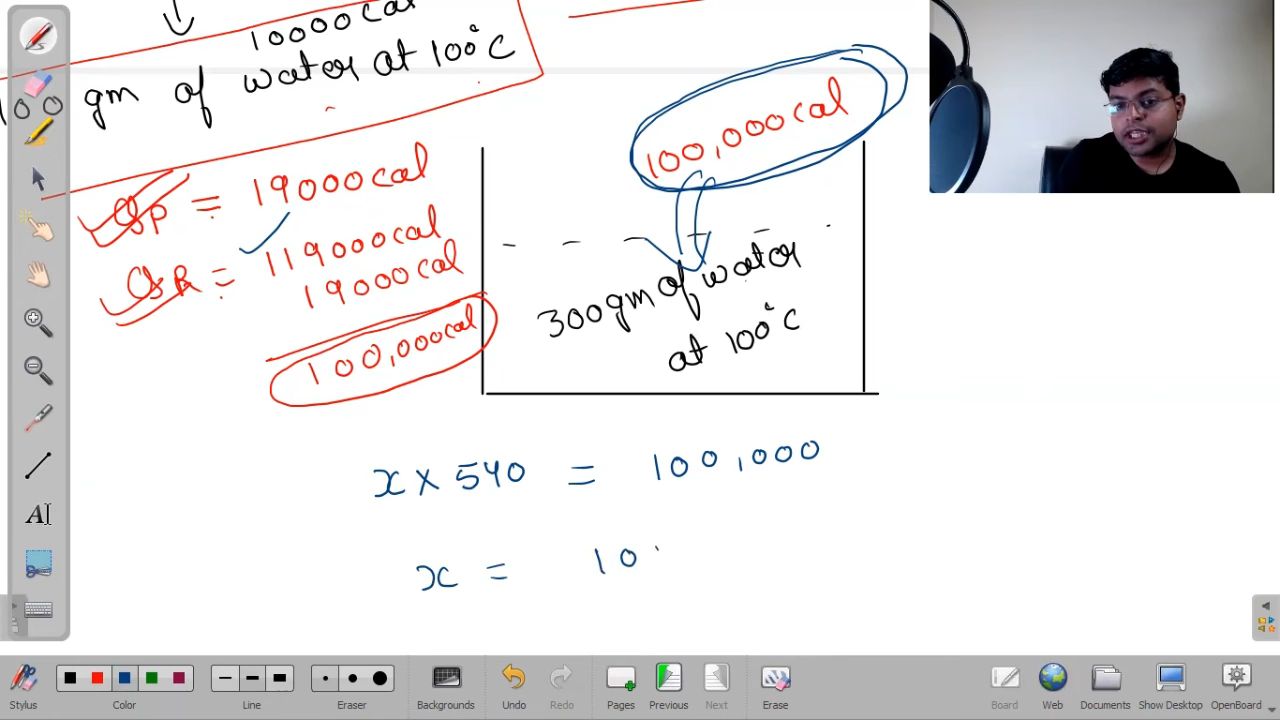 10000 cal
gm of water at 100°C
QP = 19000 cal
QR = 119000 cal
19000 cal
100,000 cal
100,000 cal
300 gm of water
at 100°C
x × 540 = 100,000
x = 10
Color
Line
Eraser
Backgrounds
Undo
Redo
Pages
Previous
Next
Erase
Board
Web
Documents
Show Desktop
OpenBoard